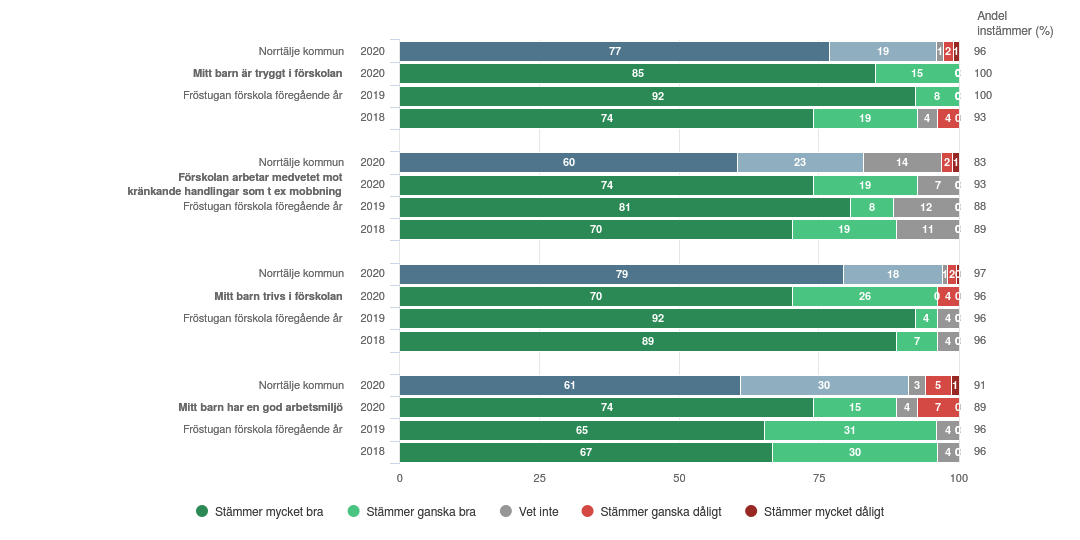 Andel
instämmer (%)
Norrtälje kommun 2020 77 19 1 2 1 96
Mitt barn är tryggt i förskolan 2020 85 15 0 100
Fröstugan förskola föregående år 2019 92 8 0 100
2018 74 19 4 4 0 93
Norrtälje kommun 2020 60 23 14 2 1 83
Förskolan arbetar medvetet mot
kränkande handlingar som t ex mobbning 2020 74 19 7 0 93
Fröstugan förskola föregående år 2019 81 8 12 0 88
2018 70 19 11 0 89
Norrtälje kommun 2020 79 18 1 2 0 97
Mitt barn trivs i förskolan 2020 70 26 0 4 0 96
Fröstugan förskola föregående år 2019 92 4 4 0 96
2018 89 7 4 0 96
Norrtälje kommun 2020 61 30 3 5 1 91
Mitt barn har en god arbetsmiljö 2020 74 15 4 7 0 89
Fröstugan förskola föregående år 2019 65 31 4 0 96
2018 67 30 4 0 96
0 25 50 75 100
Stämmer mycket bra Stämmer ganska bra Vet inte Stämmer ganska dåligt Stämmer mycket dåligt